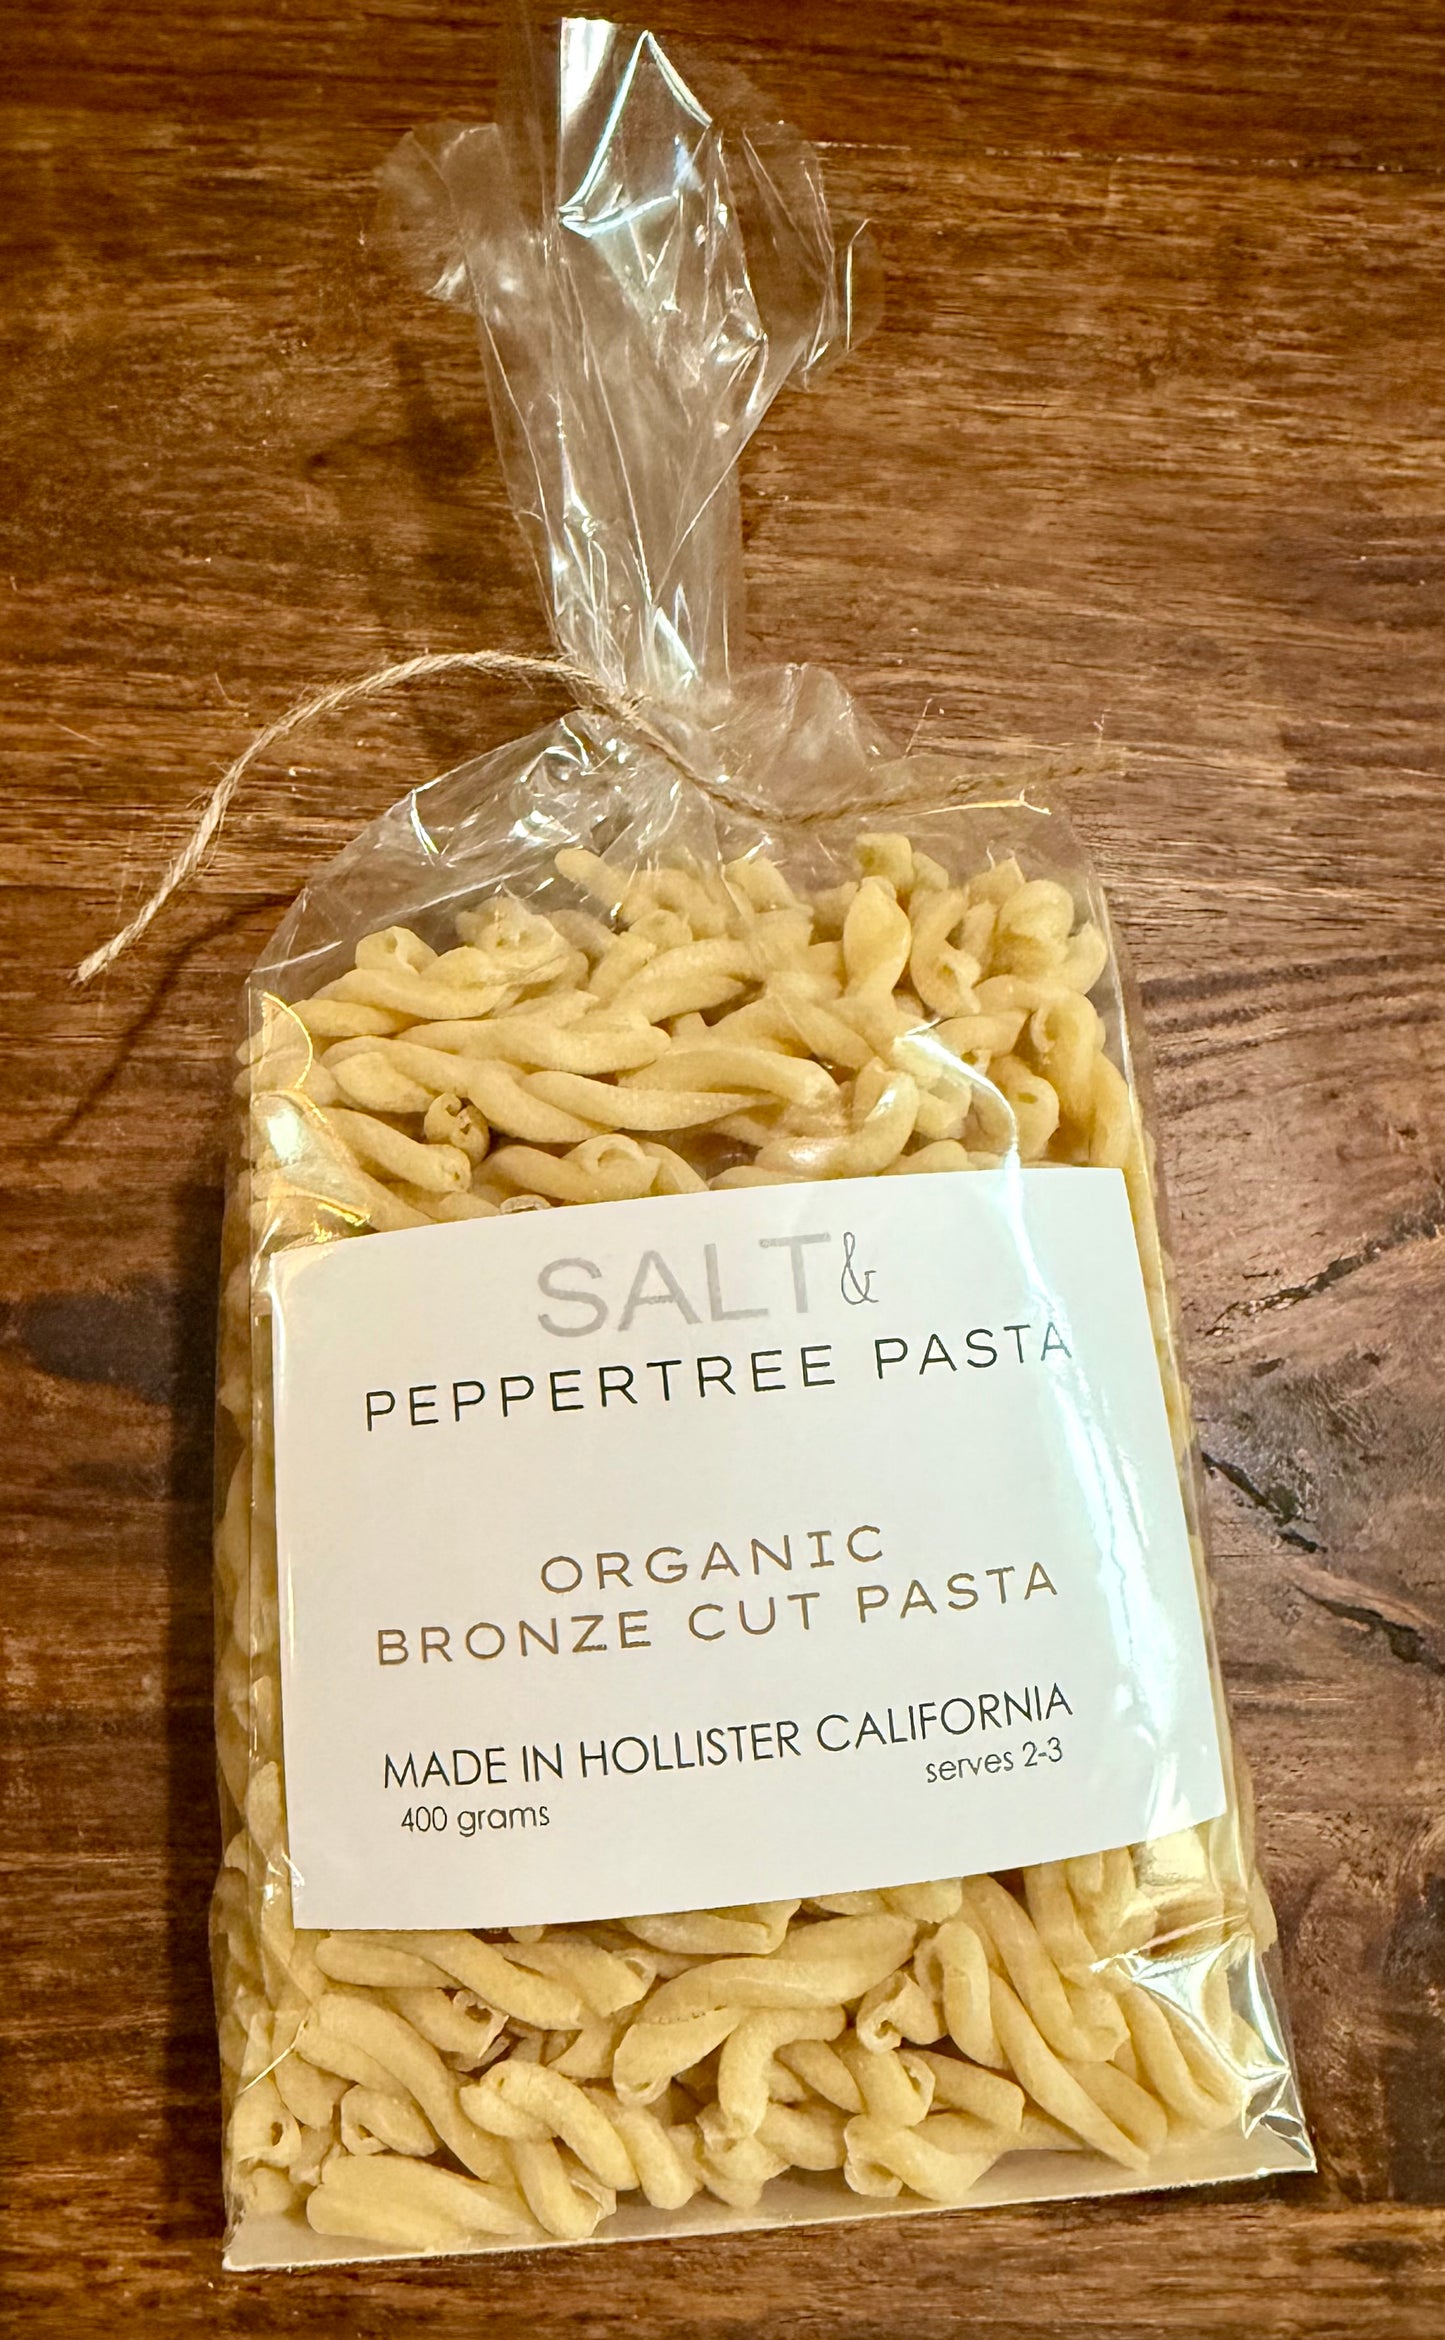 SALT&
PEPPERTREE PASTA
ORGANIC
BRONZE CUT PASTA
MADE IN HOLLISTER CALIFORNIA
serves 2-3
400 grams